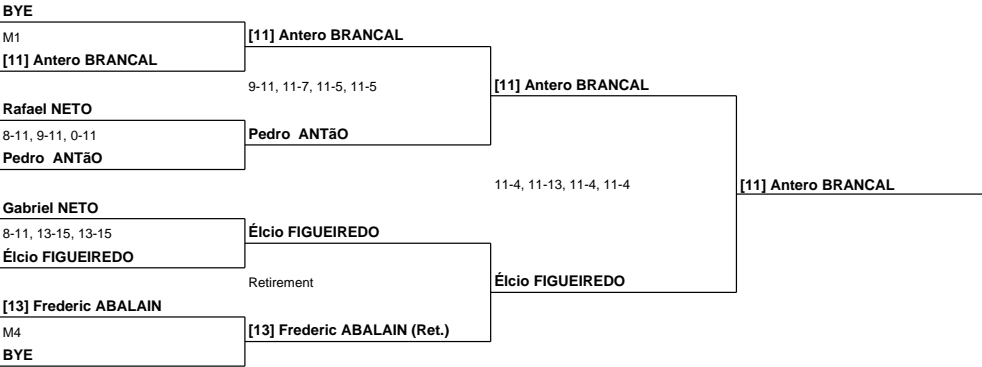 BYE
M1
[11] Antero BRANCAL
Rafael NETO
8-11, 9-11, 0-11
Pedro ANTãO
Gabriel NETO
8-11, 13-15, 13-15
Élcio FIGUEIREDO
[13] Frederic ABALAIN
M4
BYE
[11] Antero BRANCAL
9-11, 11-7, 11-5, 11-5
Pedro ANTãO
Élcio FIGUEIREDO
Retirement
[13] Frederic ABALAIN (Ret.)
[11] Antero BRANCAL
11-4, 11-13, 11-4, 11-4
Élcio FIGUEIREDO
[11] Antero BRANCAL